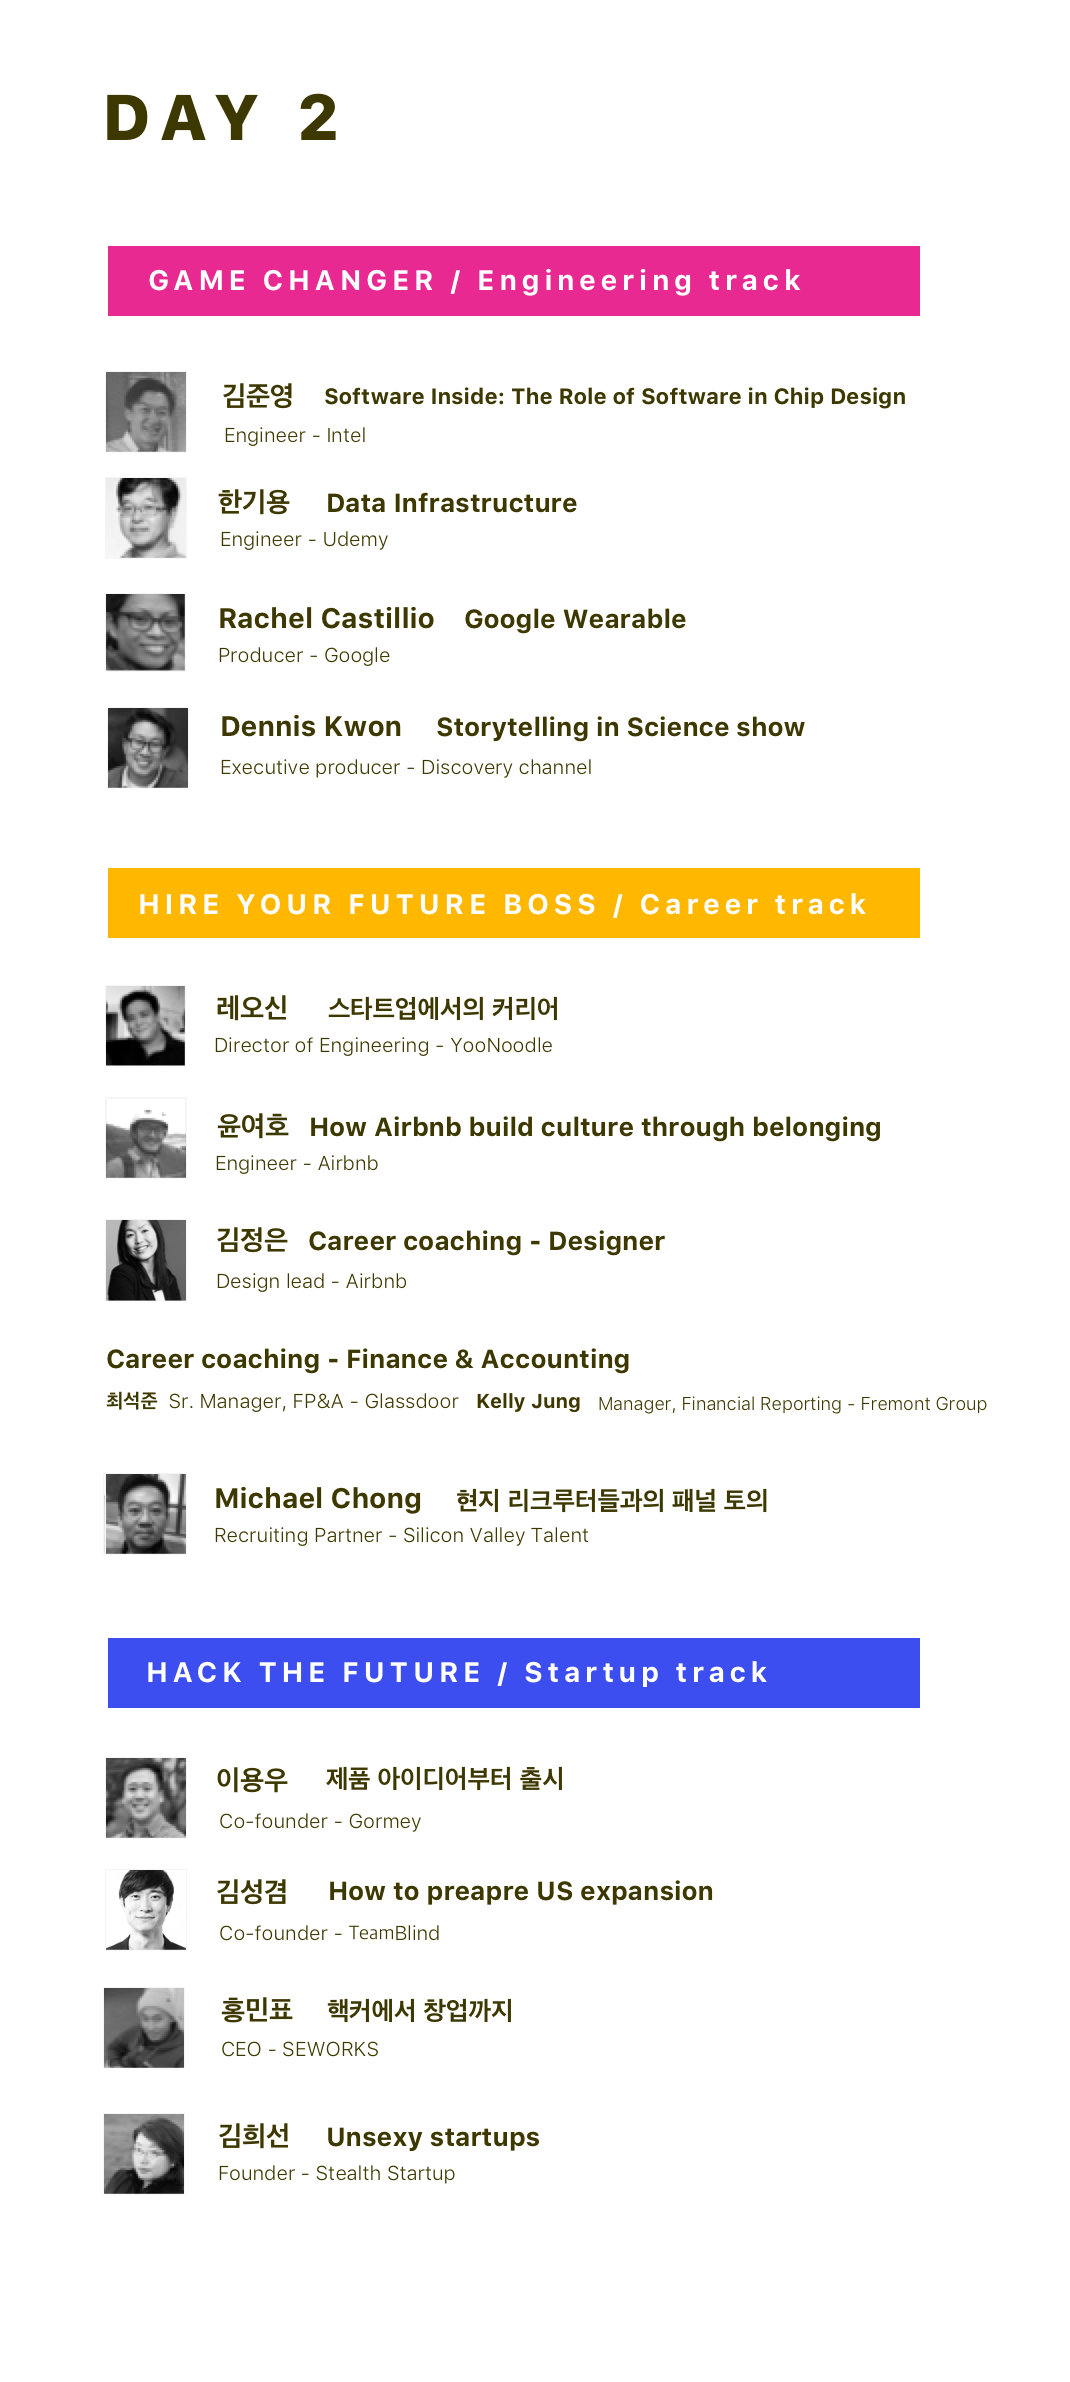 DAY 2
GAME CHANGER / Engineering track
김준영 Software Inside: The Role of Software in Chip Design
Engineer - Intel
한기용 Data Infrastructure
Engineer - Udemy
Rachel Castillio Google Wearable
Producer - Google
Dennis Kwon Storytelling in Science show
Executive producer - Discovery channel
HIRE YOUR FUTURE BOSS / Career track
레오신 스타트업에서의 커리어
Director of Engineering - YooNoodle
윤여호 How Airbnb build culture through belonging
Engineer - Airbnb
김정은 Career coaching - Designer
Design lead - Airbnb
Career coaching - Finance & Accounting
최석준 Sr. Manager, FP&A - Glassdoor Kelly Jung Manager, Financial Reporting - Fremont Group
Michael Chong 현지 리크루터들과의 패널 토의
Recruiting Partner - Silicon Valley Talent
HACK THE FUTURE / Startup track
이용우 제품 아이디어부터 출시
Co-founder - Gormey
김성겸 How to preapre US expansion
Co-founder - TeamBlind
홍민표 핵커에서 창업까지
CEO - SEWORKS
김희선 Unsexy startups
Founder - Stealth Startup